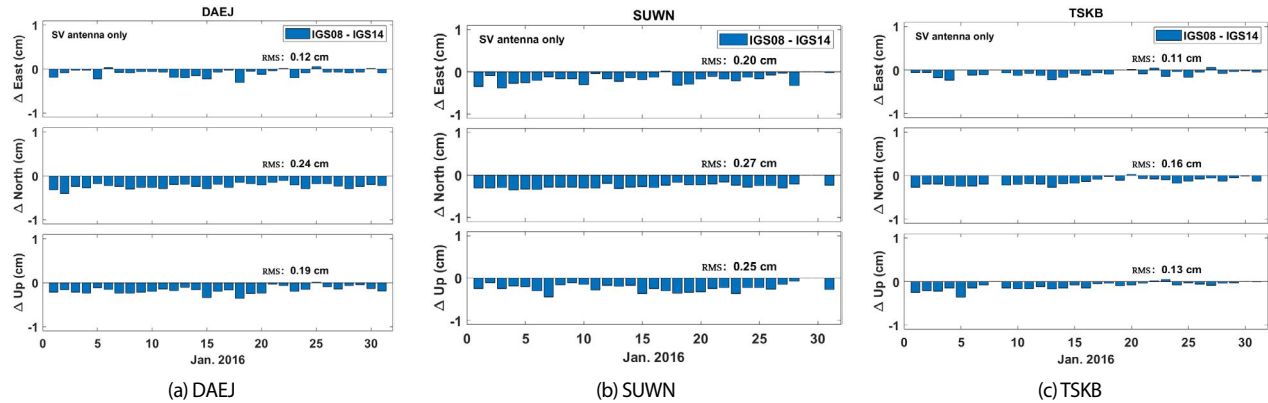 DAEJ
SV antenna only
IGS08 - IGS14
RMS: 0.12 cm
Δ East (cm)
1
0
-1
RMS: 0.24 cm
Δ North (cm)
1
0
-1
RMS: 0.19 cm
Δ Up (cm)
1
0
-1
0 5 10 15 20 25 30
Jan. 2016
(a) DAEJ
SUWN
SV antenna only
IGS08 - IGS14
RMS: 0.20 cm
Δ East (cm)
1
0
-1
RMS: 0.27 cm
Δ North (cm)
1
0
-1
RMS: 0.25 cm
Δ Up (cm)
1
0
-1
0 5 10 15 20 25 30
Jan. 2016
(b) SUWN
TSKB
SV antenna only
IGS08 - IGS14
RMS: 0.11 cm
Δ East (cm)
1
0
-1
RMS: 0.16 cm
Δ North (cm)
1
0
-1
RMS: 0.13 cm
Δ Up (cm)
1
0
-1
0 5 10 15 20 25 30
Jan. 2016
(c) TSKB